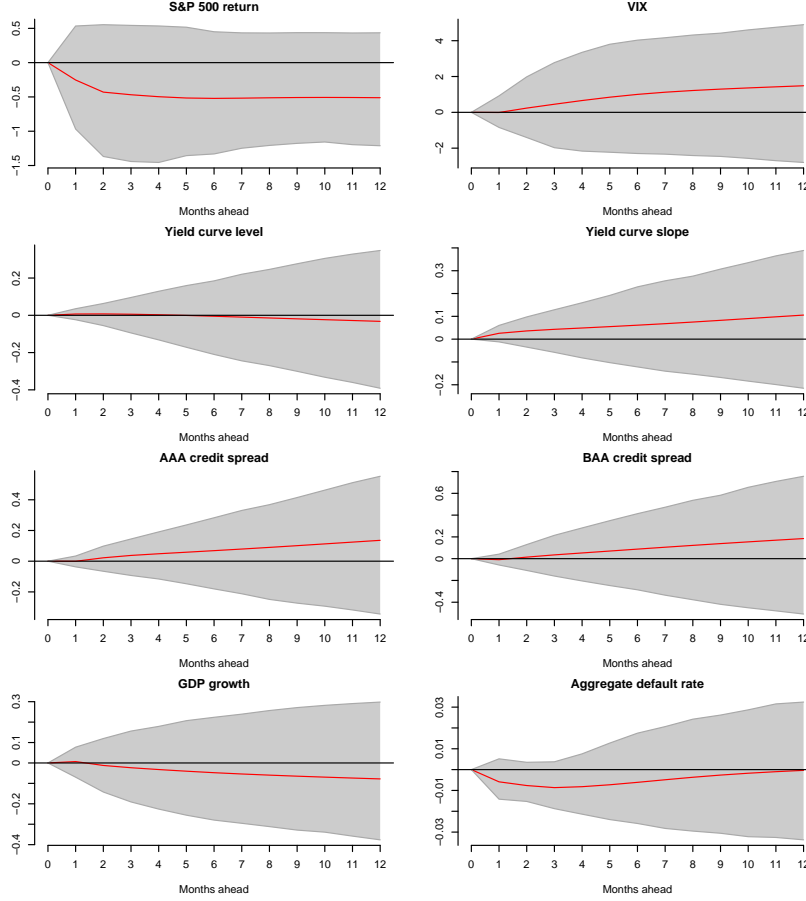 S&P 500 return
0.5
0
−0.5
−1
−1.5
0 1 2 3 4 5 6 7 8 9 10 11 12
Months ahead
VIX
4
2
0
−2
0 1 2 3 4 5 6 7 8 9 10 11 12
Months ahead
Yield curve level
0.2
0
−0.2
−0.4
0 1 2 3 4 5 6 7 8 9 10 11 12
Months ahead
Yield curve slope
0.3
0.1
0
−0.2
0 1 2 3 4 5 6 7 8 9 10 11 12
Months ahead
AAA credit spread
0.4
0.2
0
−0.2
0 1 2 3 4 5 6 7 8 9 10 11 12
Months ahead
BAA credit spread
0.6
0.2
0
−0.4
0 1 2 3 4 5 6 7 8 9 10 11 12
Months ahead
GDP growth
0.3
0.1
0
−0.2
−0.4
0 1 2 3 4 5 6 7 8 9 10 11 12
Months ahead
Aggregate default rate
0.03
0.01
−0.01
−0.03
0 1 2 3 4 5 6 7 8 9 10 11 12
Months ahead